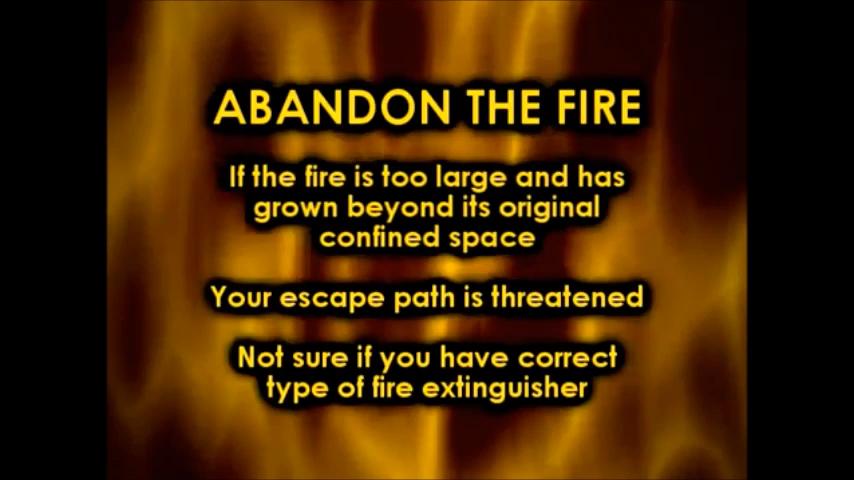 ABANDON THE FIRE
If the fire is too large and has
grown beyond its original
confined space
Your escape path is threatened
Not sure if you have correct
type of fire extinguisher